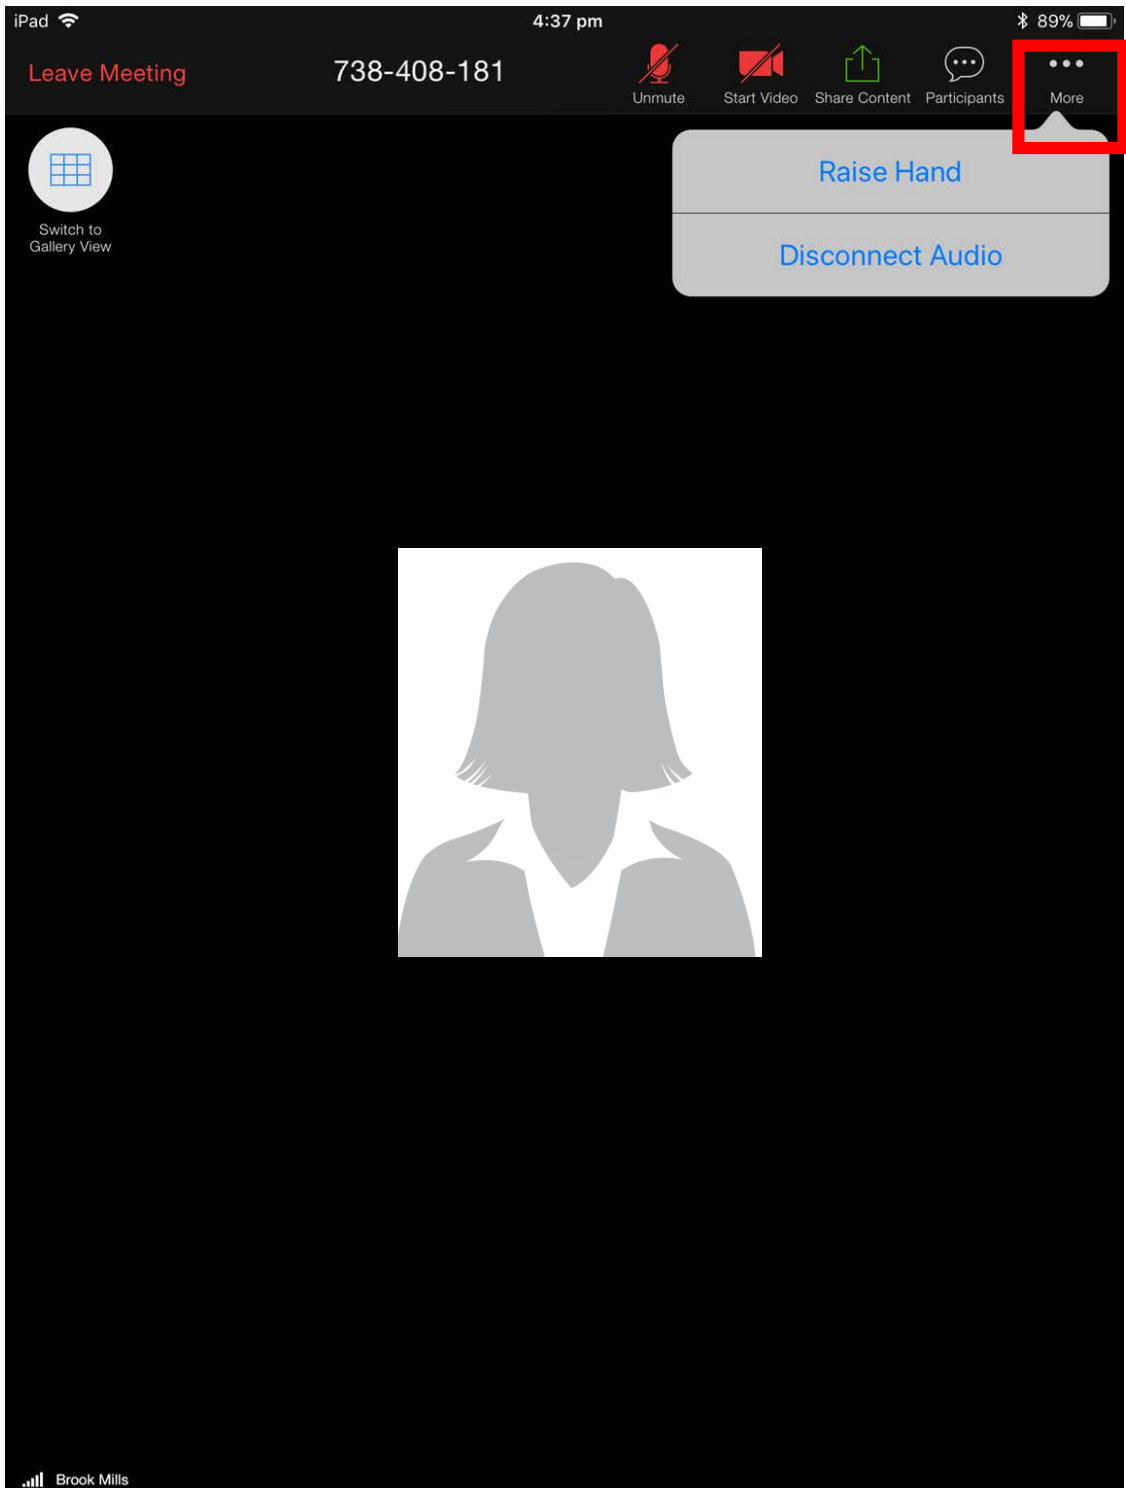 iPad 4:37 pm 89%
Leave Meeting 738-408-181
Unmute Start Video Share Content Participants More
Raise Hand
Switch to
Gallery View
Disconnect Audio
Brook Mills